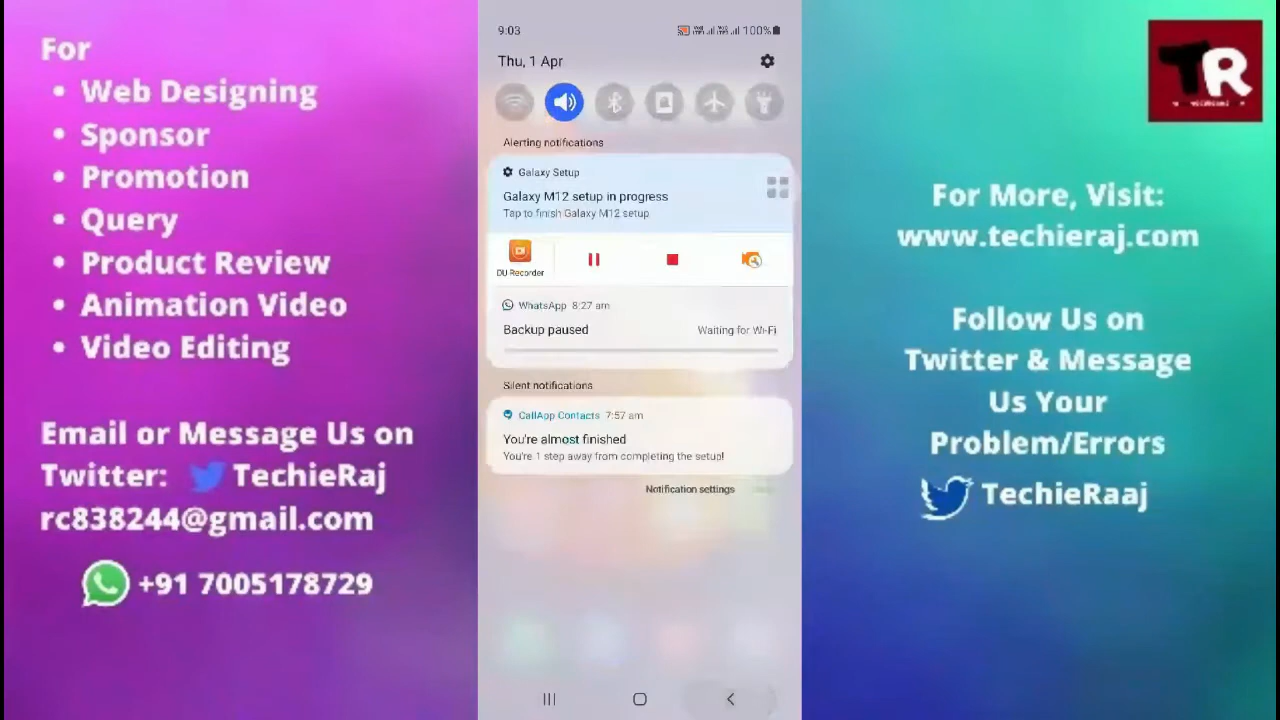 For
• Web Designing
• Sponsor
• Promotion
• Query
• Product Review
• Animation Video
• Video Editing
Email or Message Us on
Twitter: TechieRaj
rc838244@gmail.com
+91 7005178729
9:03
100%
Thu, 1 Apr
Alerting notifications
Galaxy Setup
Galaxy M12 setup in progress
Tap to finish Galaxy M12 setup
DU Recorder
WhatsApp 8:27 am
Backup paused
Waiting for Wi-Fi
Silent notifications
CallApp Contacts 7:57 am
You're almost finished
You're 1 step away from completing the setup!
Notification settings
TR
For More, Visit:
www.techieraj.com
Follow Us on
Twitter & Message
Us Your
Problem/Errors
TechieRaaj